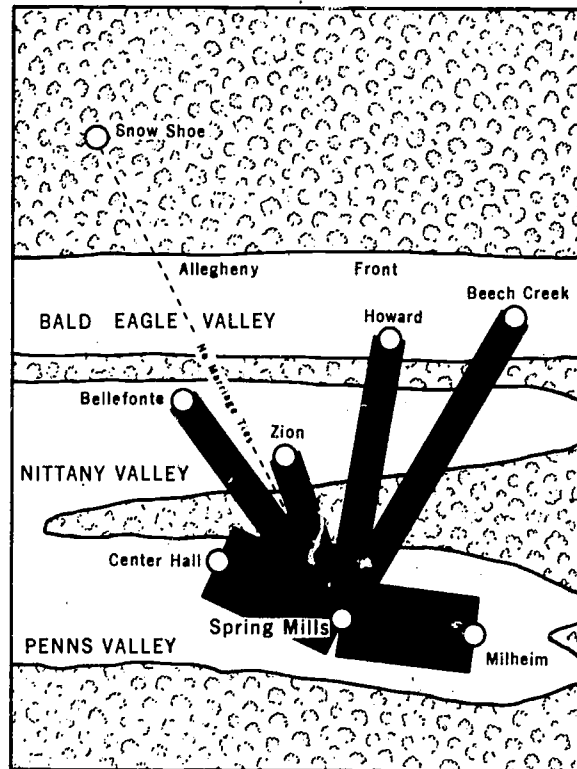 Snow Shoe
Allegheny Front
Beech Creek
Howard
BALD EAGLE VALLEY
No Marriage Ties
Bellefonte
Zion
NITTANY VALLEY
Center Hall
Spring Mills
PENNS VALLEY
Milheim